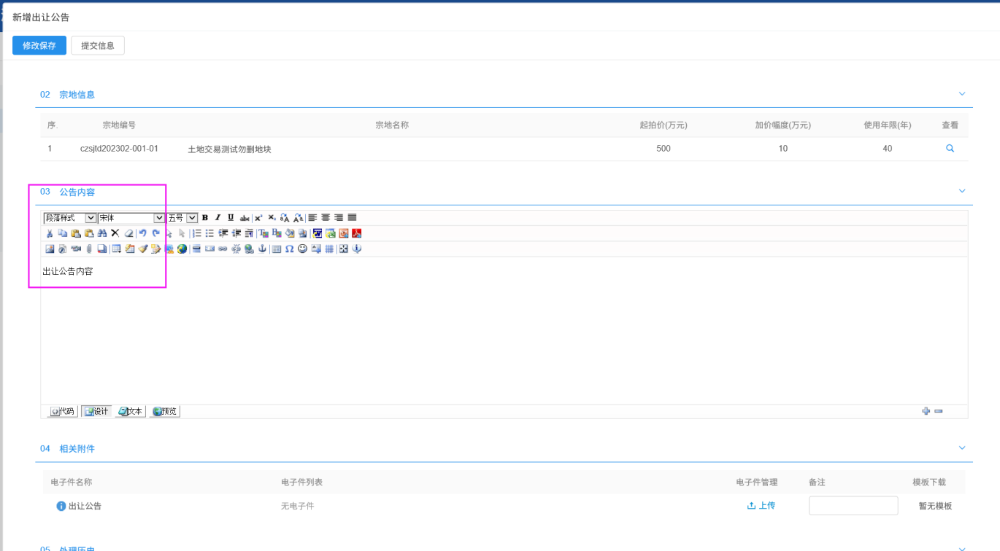 新增出让公告
修改保存 提交信息
02 宗地信息
序. 宗地编号 宗地名称 起拍价(万元) 加价幅度(万元) 使用年限(年) 查看
1 czsjtd202302-001-01 土地交易测试勿删地块 500 10 40
03 公告内容
段落样式 宋体 五号 B I U abc
出让公告内容
代码 设计 文本 预览
04 相关附件
电子件名称 电子件列表 电子件管理 备注 模板下载
出让公告 无电子件 上传 暂无模板
05 处理历史